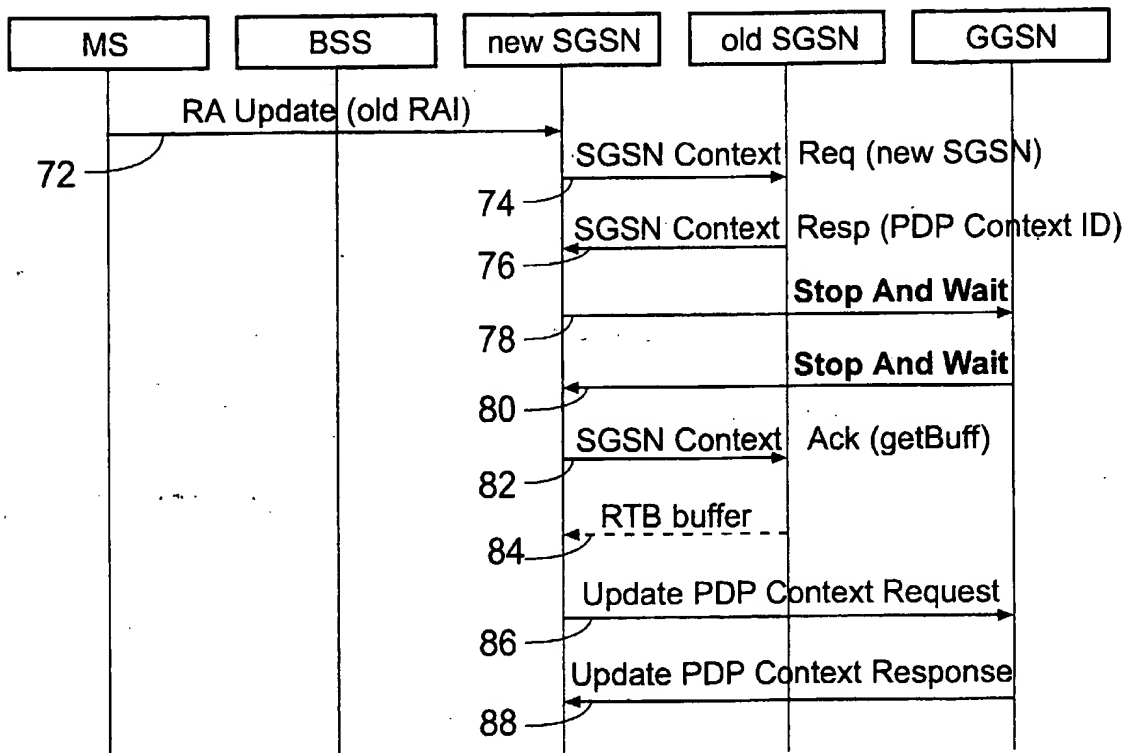 MS BSS new SGSN old SGSN GGSN
RA Update (old RAI)
72
SGSN Context Req (new SGSN)
74
SGSN Context Resp (PDP Context ID)
76
Stop And Wait
78
Stop And Wait
80
SGSN Context Ack (getBuff)
82
RTB buffer
84
Update PDP Context Request
86
Update PDP Context Response
88